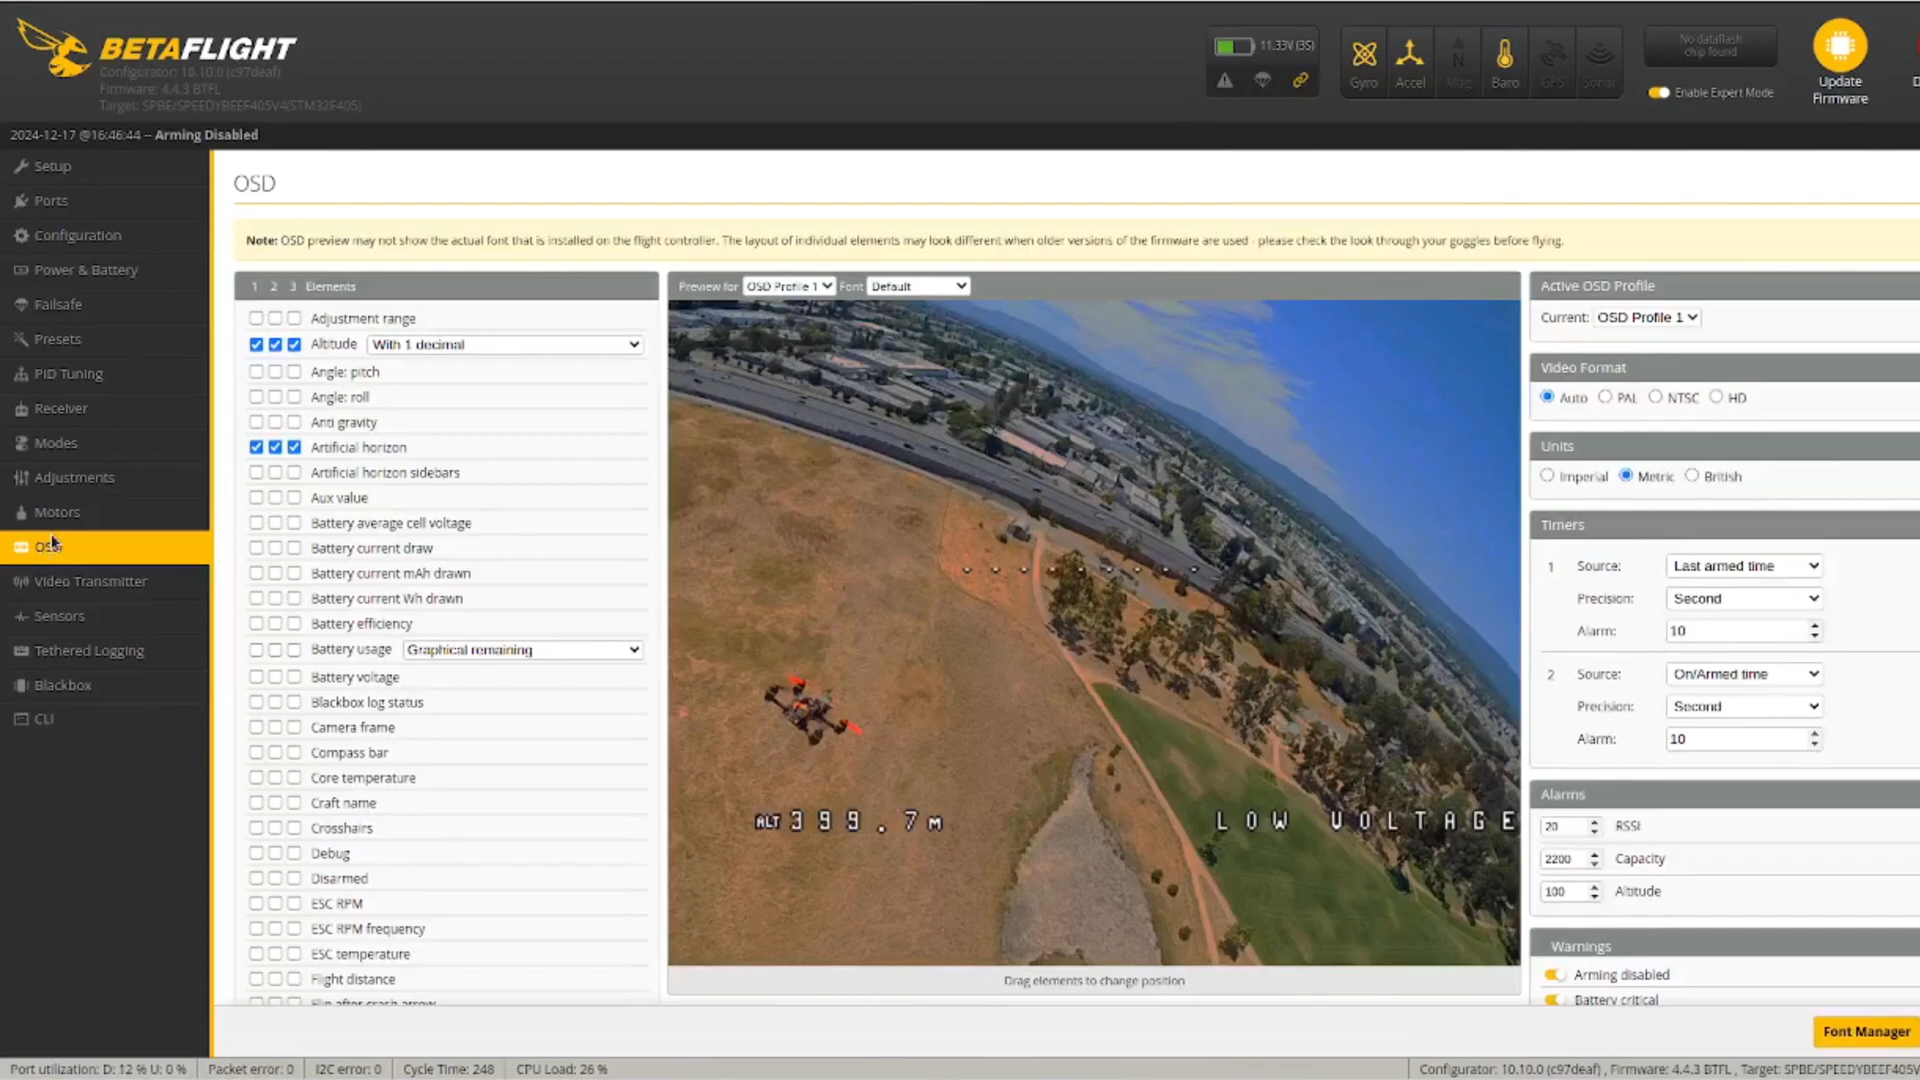 BETAFLIGHT
Configurator: 10.10.0 (c97deaf)
Firmware: 4.4.3 BTFL
Target: SPBE/SPEEDYBEEF405V4(STM32F405)
11.33V (3S)
Gyro
Accel
Mag
Baro
GPS
Sonar
No dataflash
chip found
Enable Expert Mode
Update
Firmware
2024-12-17 @16:46:44 -- Arming Disabled
Setup
Ports
Configuration
Power & Battery
Failsafe
Presets
PID Tuning
Receiver
Modes
Adjustments
Motors
OSD
Video Transmitter
Sensors
Tethered Logging
Blackbox
CLI
OSD
Note: OSD preview may not show the actual font that is installed on the flight controller. The layout of individual elements may look different when older versions of the firmware are used - please check the look through your goggles before flying.
1 2 3 Elements
Adjustment range
Altitude With 1 decimal
Angle: pitch
Angle: roll
Anti gravity
Artificial horizon
Artificial horizon sidebars
Aux value
Battery average cell voltage
Battery current draw
Battery current mAh drawn
Battery current Wh drawn
Battery efficiency
Battery usage Graphical remaining
Battery voltage
Blackbox log status
Camera frame
Compass bar
Core temperature
Craft name
Crosshairs
Debug
Disarmed
ESC RPM
ESC RPM frequency
ESC temperature
Flight distance
Flip after crash arrow
Preview for OSD Profile 1 Font Default
ALT 399.7M
LOW VOLTAGE
Drag elements to change position
Active OSD Profile
Current: OSD Profile 1
Video Format
Auto PAL NTSC HD
Units
Imperial Metric British
Timers
1 Source: Last armed time
Precision: Second
Alarm: 10
2 Source: On/Armed time
Precision: Second
Alarm: 10
Alarms
20 RSSI
2200 Capacity
100 Altitude
Warnings
Arming disabled
Battery critical
Font Manager
Port utilization: D: 12 % U: 0 % Packet error: 0 I2C error: 0 Cycle Time: 248 CPU Load: 26 %
Configurator: 10.10.0 (c97deaf) , Firmware: 4.4.3 BTFL , Target: SPBE/SPEEDYBEEF405V